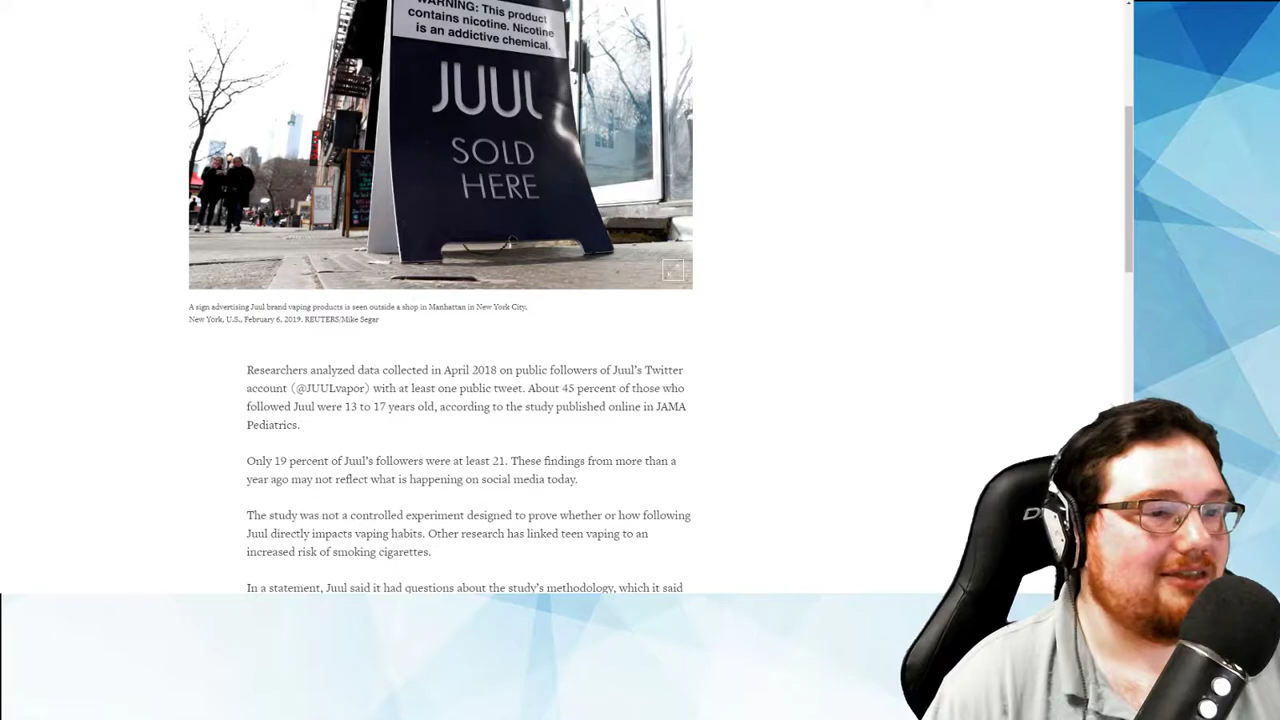 WARNING: This product
contains nicotine. Nicotine
is an addictive chemical.
JUUL
SOLD
HERE
A sign advertising Juul brand vaping products is seen outside a shop in Manhattan in New York City,
New York, U.S., February 6, 2019. REUTERS/Mike Segar
Researchers analyzed data collected in April 2018 on public followers of Juul's Twitter
account (@JUULvapor) with at least one public tweet. About 45 percent of those who
followed Juul were 13 to 17 years old, according to the study published online in JAMA
Pediatrics.
Only 19 percent of Juul's followers were at least 21. These findings from more than a
year ago may not reflect what is happening on social media today.
The study was not a controlled experiment designed to prove whether or how following
Juul directly impacts vaping habits. Other research has linked teen vaping to an
increased risk of smoking cigarettes.
In a statement, Juul said it had questions about the study's methodology, which it said